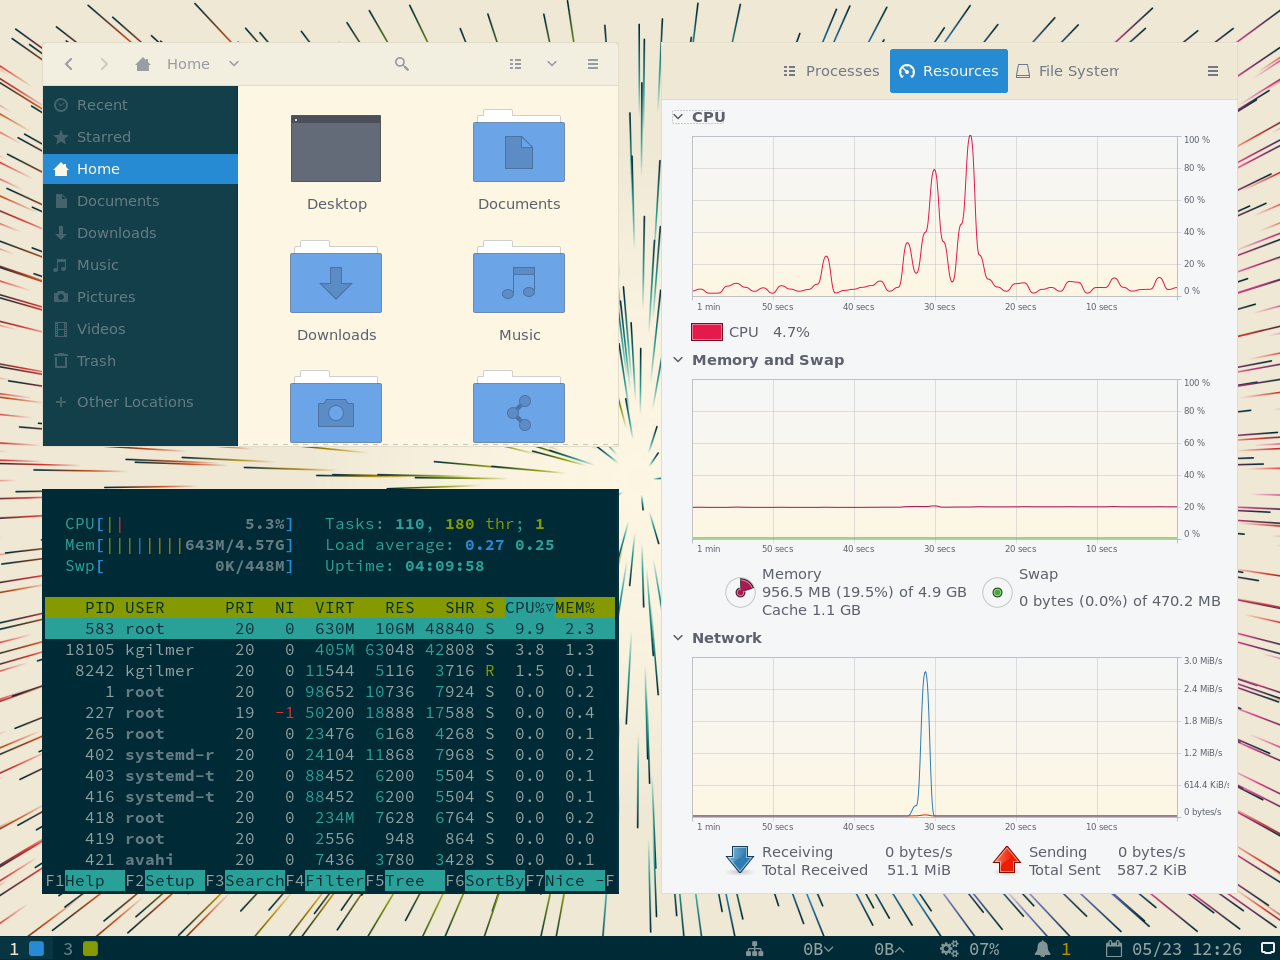 Home
Recent
Starred
Home
Documents
Downloads
Music
Pictures
Videos
Trash
Other Locations
Desktop
Documents
Downloads
Music
CPU[|| 5.3%] Tasks: 110, 180 thr; 1
Mem[||||||||643M/4.57G] Load average: 0.27 0.25
Swp[ 0K/448M] Uptime: 04:09:58
PID USER PRI NI VIRT RES SHR S CPU%▽MEM%
583 root 20 0 630M 106M 48840 S 9.9 2.3
18105 kgilmer 20 0 405M 63048 42808 S 3.8 1.3
8242 kgilmer 20 0 11544 5116 3716 R 1.5 0.1
1 root 20 0 98652 10736 7924 S 0.0 0.2
227 root 19 -1 50200 18888 17588 S 0.0 0.4
265 root 20 0 23476 6168 4268 S 0.0 0.1
402 systemd-r 20 0 24104 11868 7968 S 0.0 0.2
403 systemd-t 20 0 88452 6200 5504 S 0.0 0.1
416 systemd-t 20 0 88452 6200 5504 S 0.0 0.1
418 root 20 0 234M 7628 6764 S 0.0 0.2
419 root 20 0 2556 948 864 S 0.0 0.0
421 avahi 20 0 7436 3780 3428 S 0.0 0.1
F1Help F2Setup F3SearchF4FilterF5Tree F6SortByF7Nice -F
Processes Resources File System
CPU
100 %
80 %
60 %
40 %
20 %
0 %
1 min 50 secs 40 secs 30 secs 20 secs 10 secs
CPU 4.7%
Memory and Swap
100 %
80 %
60 %
40 %
20 %
0 %
1 min 50 secs 40 secs 30 secs 20 secs 10 secs
Memory
956.5 MB (19.5%) of 4.9 GB
Cache 1.1 GB
Swap
0 bytes (0.0%) of 470.2 MB
Network
3.0 MiB/s
2.4 MiB/s
1.8 MiB/s
1.2 MiB/s
614.4 KiB/s
0 bytes/s
1 min 50 secs 40 secs 30 secs 20 secs 10 secs
Receiving 0 bytes/s
Total Received 51.1 MiB
Sending 0 bytes/s
Total Sent 587.2 KiB
1 3 0B 0B 07% 1 05/23 12:26